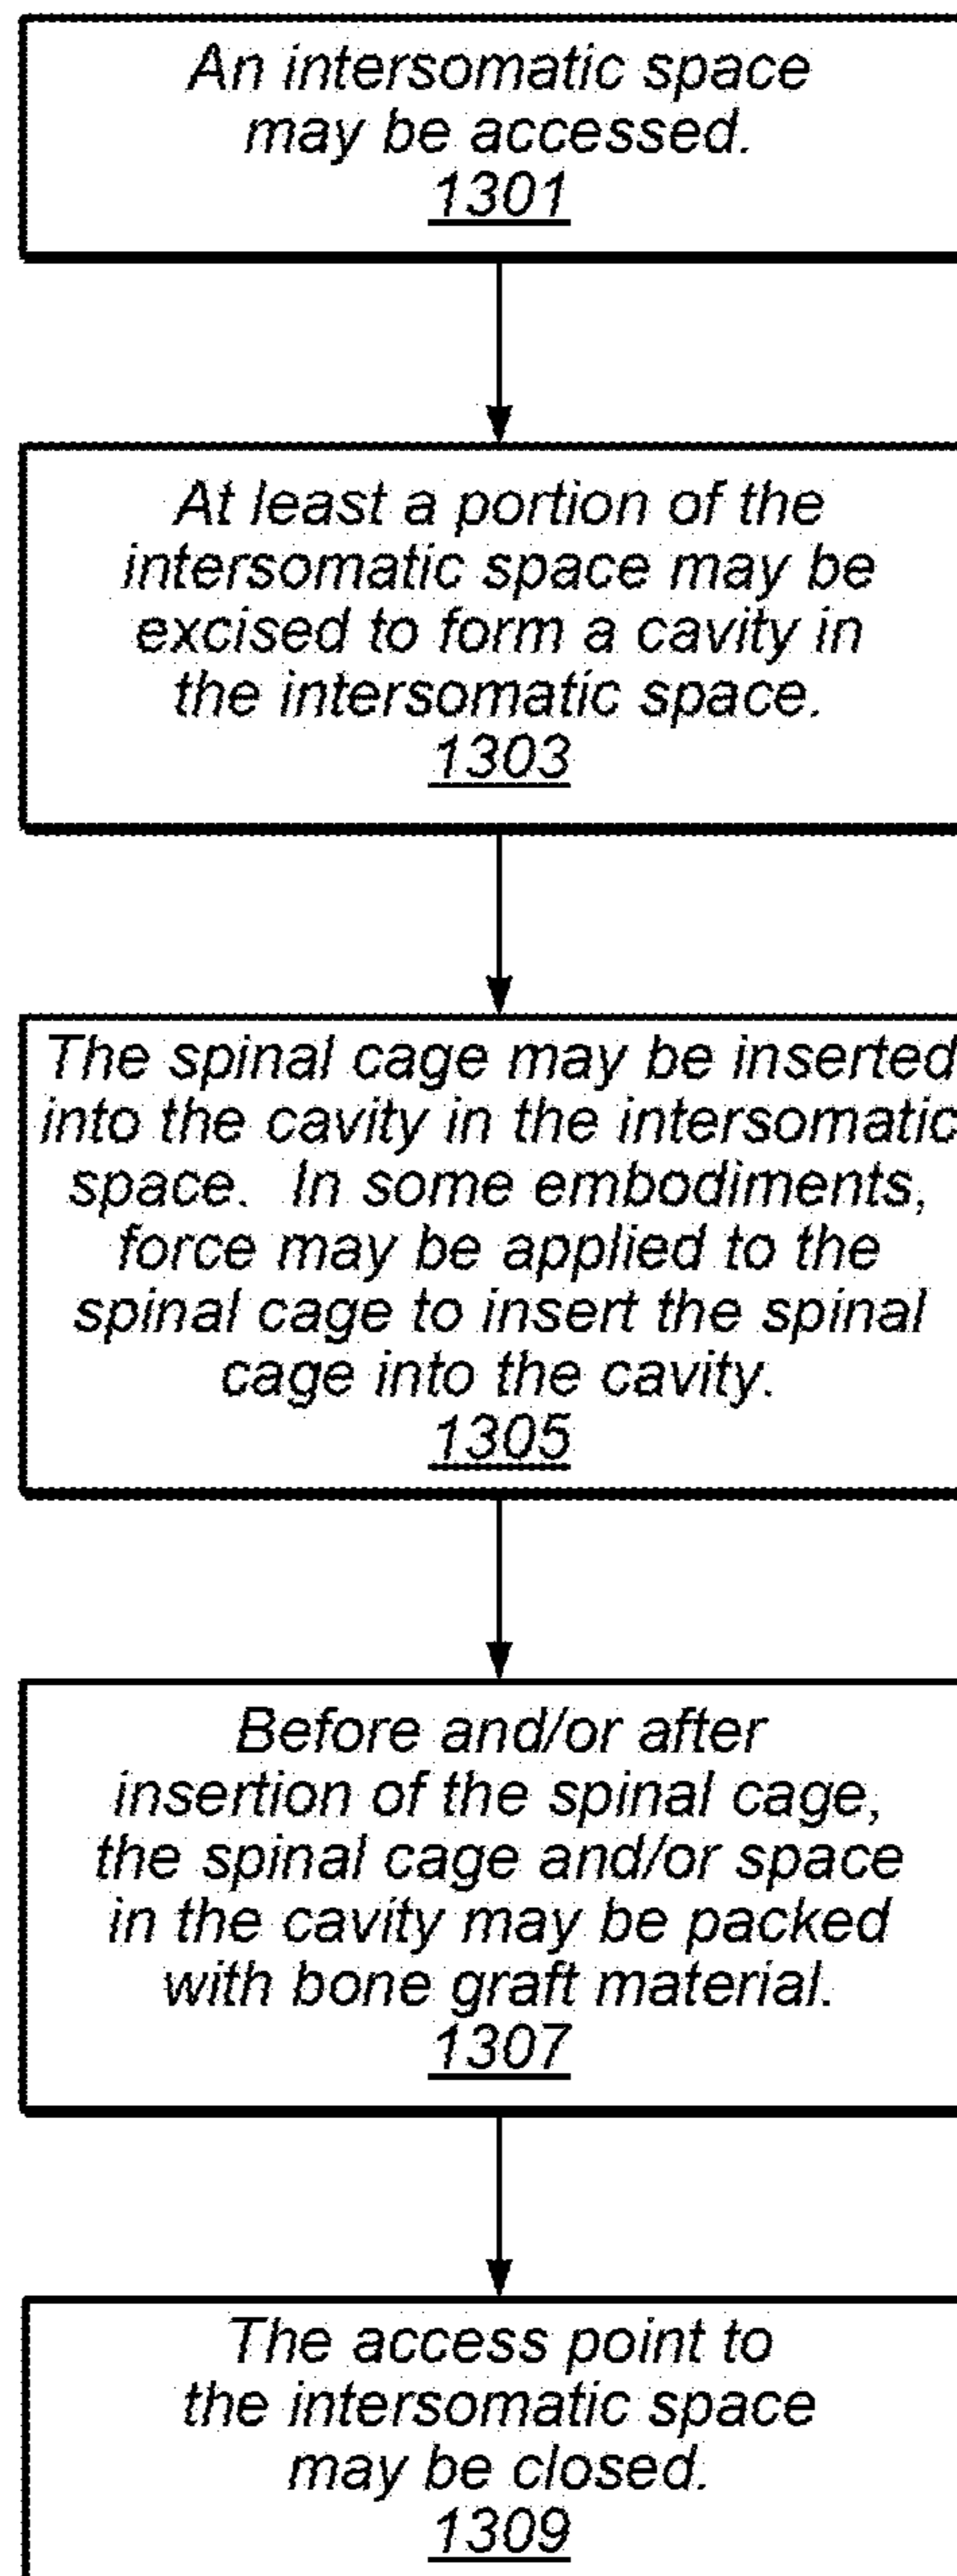 An intersomatic space
may be accessed.
1301
At least a portion of the
intersomatic space may be
excised to form a cavity in
the intersomatic space.
1303
The spinal cage may be inserted
into the cavity in the intersomatic
space. In some embodiments,
force may be applied to the
spinal cage to insert the spinal
cage into the cavity.
1305
Before and/or after
insertion of the spinal cage,
the spinal cage and/or space
in the cavity may be packed
with bone graft material.
1307
The access point to
the intersomatic space
may be closed.
1309